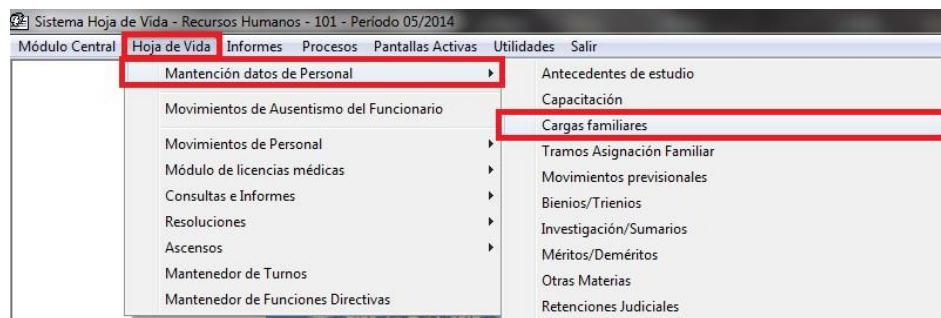 Sistema Hoja de Vida - Recursos Humanos - 101 - Período 05/2014
Módulo Central Hoja de Vida Informes Procesos Pantallas Activas Utilidades Salir
Mantención datos de Personal
Movimientos de Ausentismo del Funcionario
Movimientos de Personal
Módulo de licencias médicas
Consultas e Informes
Resoluciones
Ascensos
Mantenedor de Turnos
Mantenedor de Funciones Directivas
Antecedentes de estudio
Capacitación
Cargas familiares
Tramos Asignación Familiar
Movimientos previsionales
Bienios/Trienios
Investigación/Sumarios
Méritos/Deméritos
Otras Materias
Retenciones Judiciales